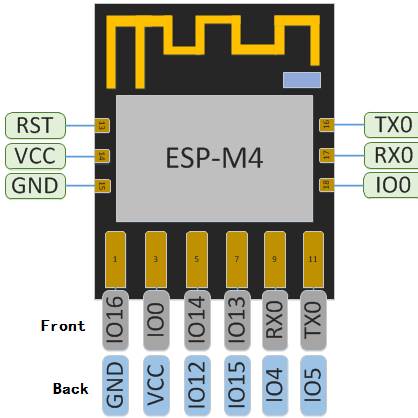 RST 13 16 TX0
VCC 14 ESP-M4 17 RX0
GND 15 18 IO0
1 3 5 7 9 11
Front IO16 IO0 IO14 IO13 RX0 TX0
Back GND VCC IO12 IO15 IO4 IO5